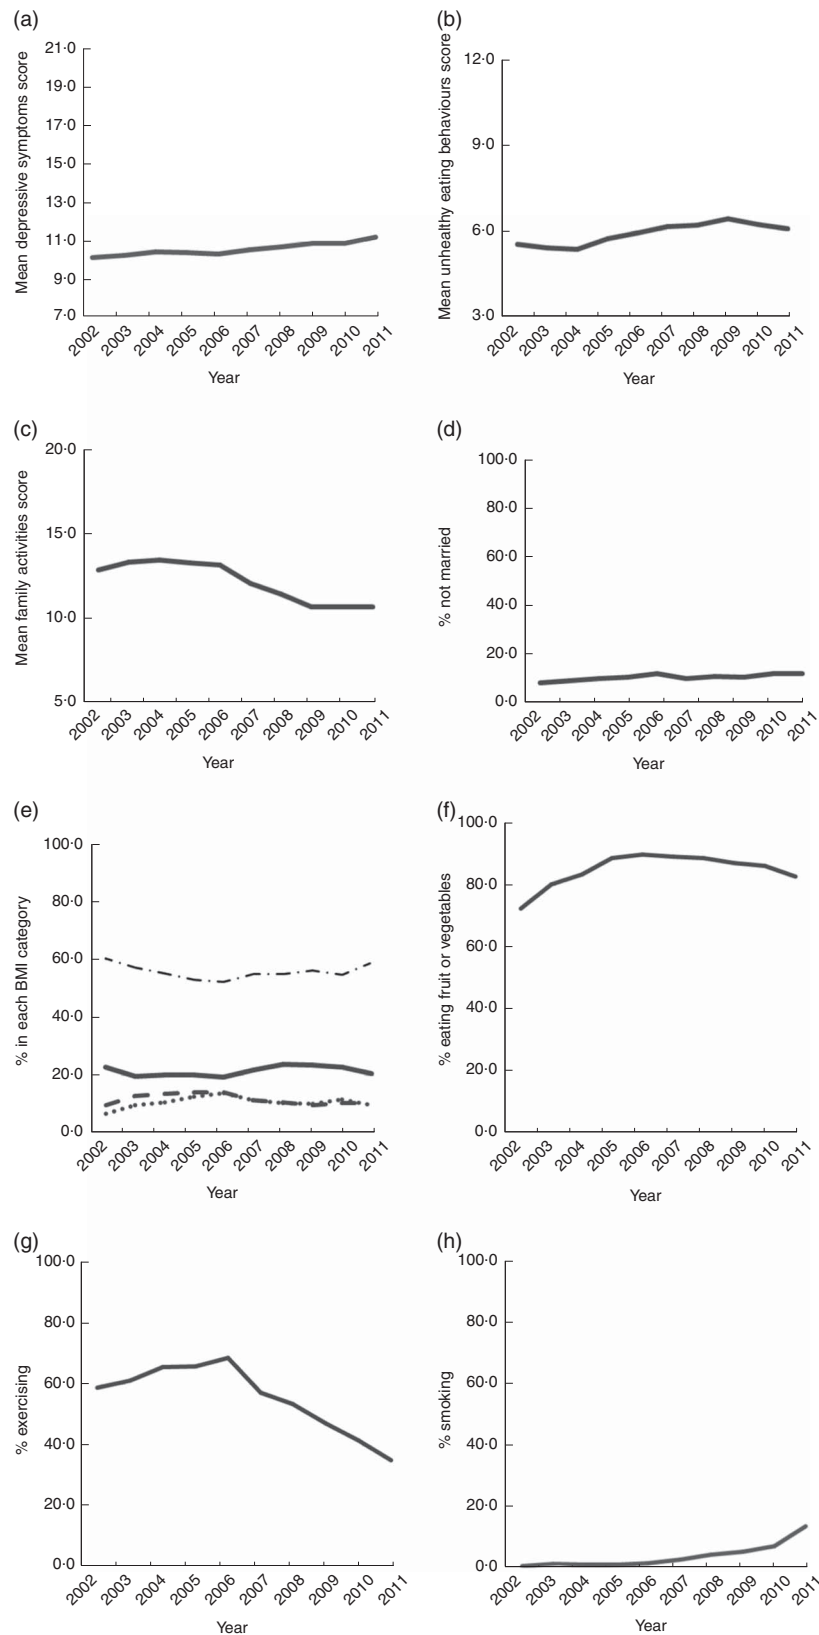 (a)
Mean depressive symptoms score
21·0
19·0
17·0
15·0
13·0
11·0
9·0
7·0
2002 2003 2004 2005 2006 2007 2008 2009 2010 2011
Year
(b)
Mean unhealthy eating behaviours score
12·0
9·0
6·0
3·0
2002 2003 2004 2005 2006 2007 2008 2009 2010 2011
Year
(c)
Mean family activities score
20·0
15·0
10·0
5·0
2002 2003 2004 2005 2006 2007 2008 2009 2010 2011
Year
(d)
% not married
100·0
80·0
60·0
40·0
20·0
0·0
2002 2003 2004 2005 2006 2007 2008 2009 2010 2011
Year
(e)
% in each BMI category
100·0
80·0
60·0
40·0
20·0
0·0
2002 2003 2004 2005 2006 2007 2008 2009 2010 2011
Year
(f)
% eating fruit or vegetables
100·0
80·0
60·0
40·0
20·0
0·0
2002 2003 2004 2005 2006 2007 2008 2009 2010 2011
Year
(g)
% exercising
100·0
80·0
60·0
40·0
20·0
0·0
2002 2003 2004 2005 2006 2007 2008 2009 2010 2011
Year
(h)
% smoking
100·0
80·0
60·0
40·0
20·0
0·0
2002 2003 2004 2005 2006 2007 2008 2009 2010 2011
Year